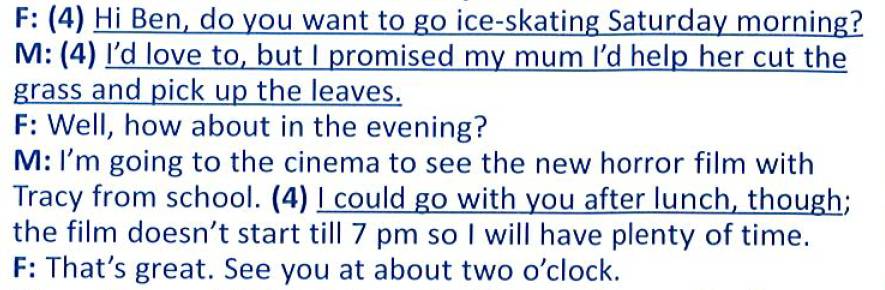 F: (4) Hi Ben, do you want to go ice-skating Saturday morning?
M: (4) I'd love to, but I promised my mum I'd help her cut the
grass and pick up the leaves.
F: Well, how about in the evening?
M: I'm going to the cinema to see the new horror film with
Tracy from school. (4) I could go with you after lunch, though;
the film doesn't start till 7 pm so I will have plenty of time.
F: That's great. See you at about two o'clock.